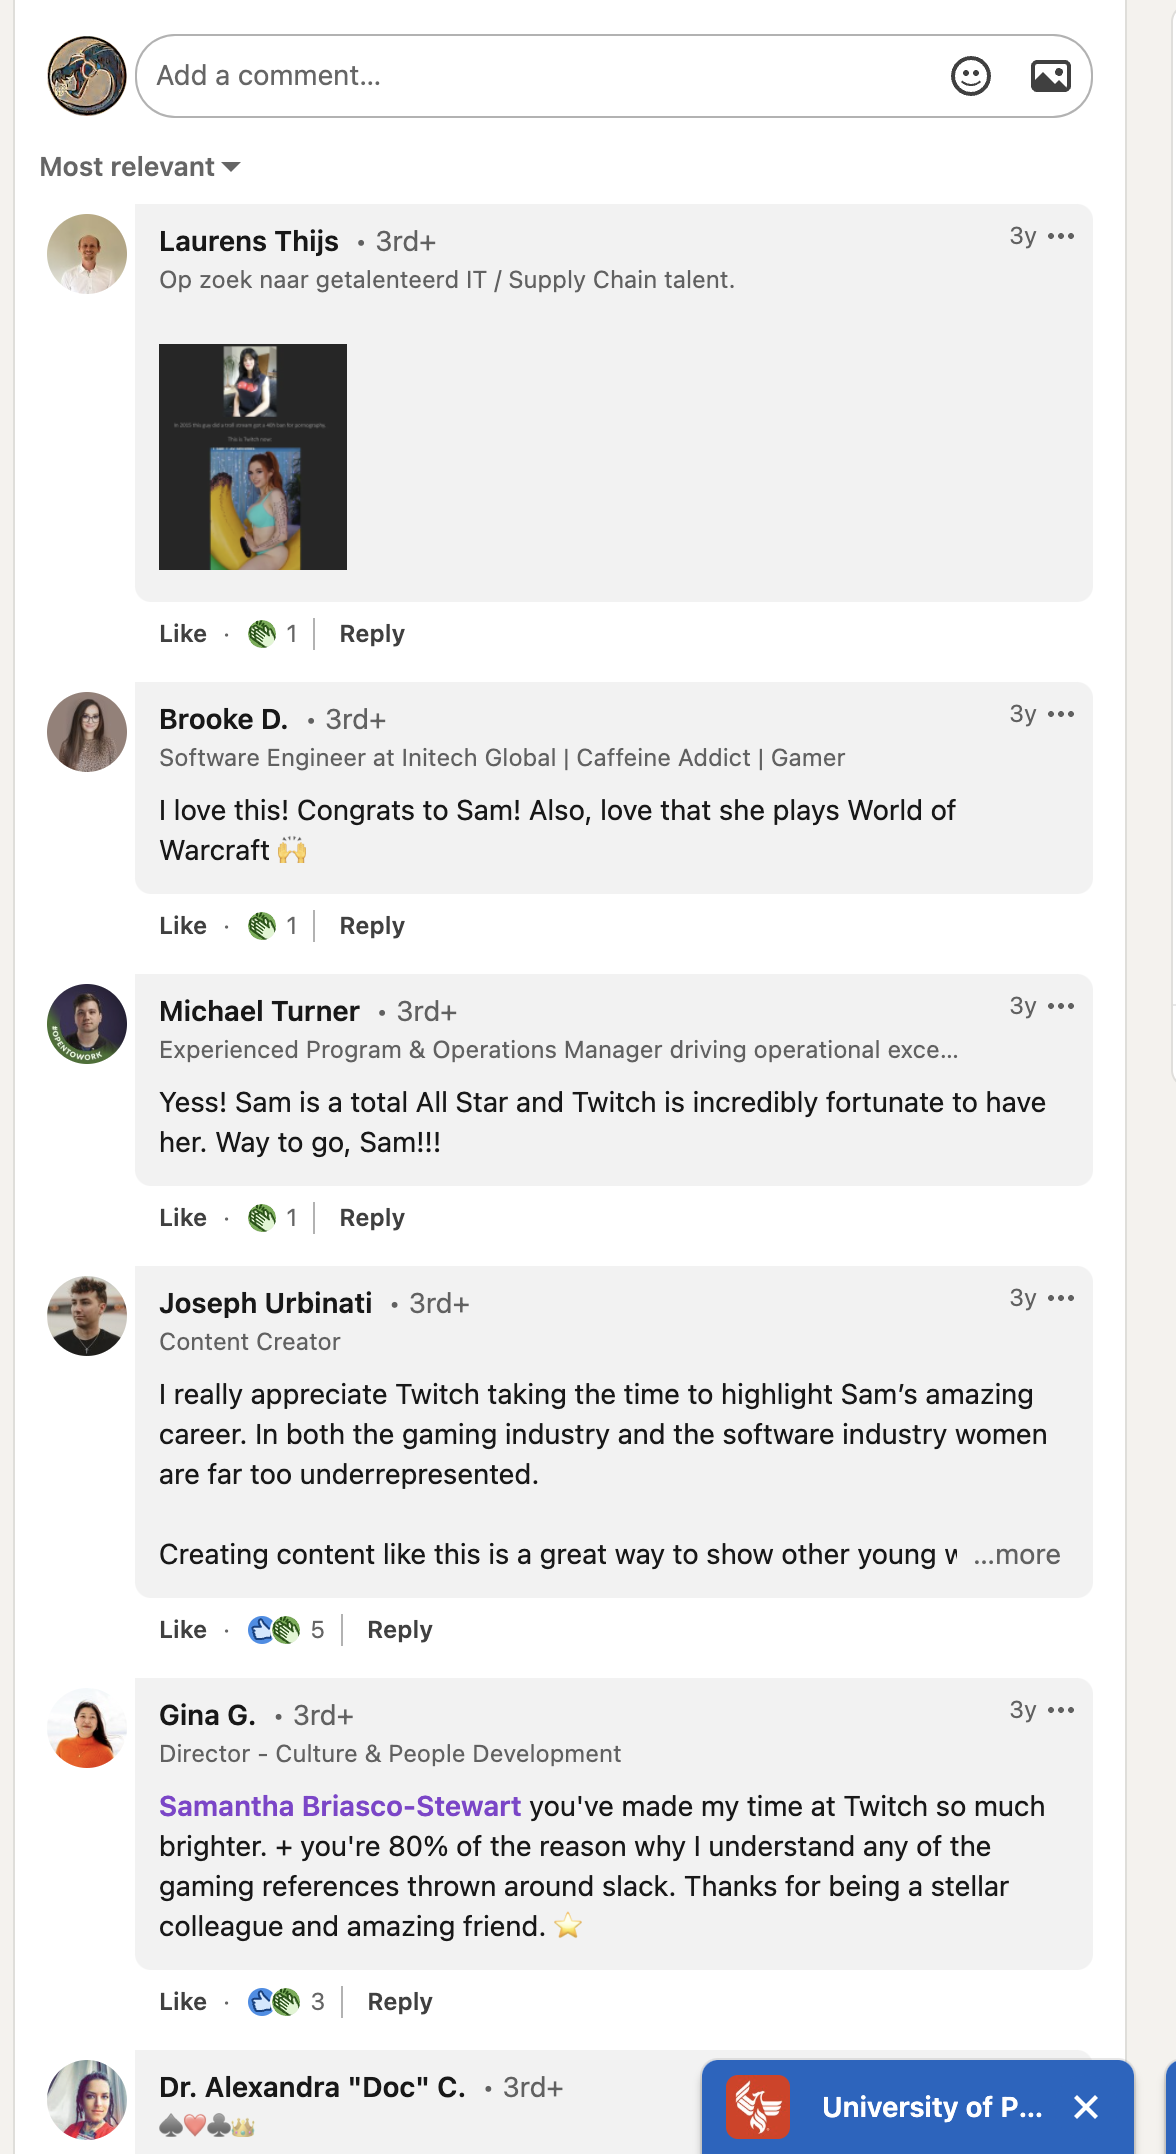 Add a comment...
Most relevant
Laurens Thijs • 3rd+ 3y
Op zoek naar getalenteerd IT / Supply Chain talent.
This is Twitch now:
Like · 1 Reply
Brooke D. • 3rd+ 3y
Software Engineer at Initech Global | Caffeine Addict | Gamer
I love this! Congrats to Sam! Also, love that she plays World of
Warcraft 🙌
Like · 1 Reply
Michael Turner • 3rd+ 3y
#OPENTOWORK
Experienced Program & Operations Manager driving operational exce...
Yess! Sam is a total All Star and Twitch is incredibly fortunate to have
her. Way to go, Sam!!!
Like · 1 Reply
Joseph Urbinati • 3rd+ 3y
Content Creator
I really appreciate Twitch taking the time to highlight Sam’s amazing
career. In both the gaming industry and the software industry women
are far too underrepresented.
Creating content like this is a great way to show other young w ...more
Like · 5 Reply
Gina G. • 3rd+ 3y
Director - Culture & People Development
Samantha Briasco-Stewart you've made my time at Twitch so much
brighter. + you're 80% of the reason why I understand any of the
gaming references thrown around slack. Thanks for being a stellar
colleague and amazing friend. ⭐
Like · 3 Reply
Dr. Alexandra "Doc" C. • 3rd+
♠️❤️♣️👑
University of P...